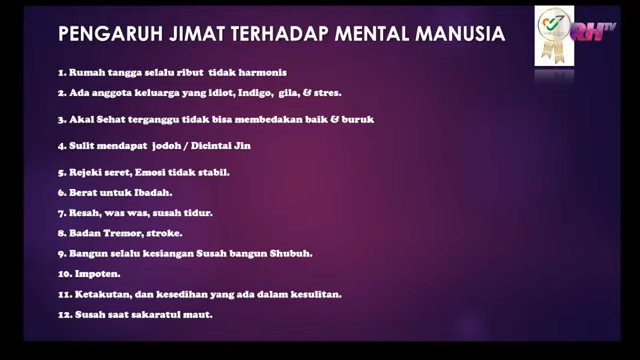 PENGARUH JIMAT TERHADAP MENTAL MANUSIA
RHTV
1. Rumah tangga selalu ribut tidak harmonis
2. Ada anggota keluarga yang idiot, Indigo, gila, & stres.
3. Akal Sehat terganggu tidak bisa membedakan baik & buruk
4. Sulit mendapat jodoh / Dicintai Jin
5. Rejeki seret, Emosi tidak stabil.
6. Berat untuk Ibadah.
7. Resah, was was, susah tidur.
8. Badan Tremor, stroke.
9. Bangun selalu kesiangan Susah bangun Shubuh.
10. Impoten.
11. Ketakutan, dan kesedihan yang ada dalam kesulitan.
12. Susah saat sakaratul maut.